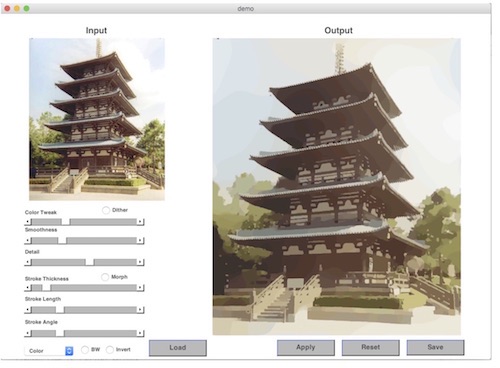 demo
Input
Output
Color Tweak
Dither
Smoothness
Detail
Stroke Thickness
Morph
Stroke Length
Stroke Angle
Color
BW
Invert
Load
Apply
Reset
Save